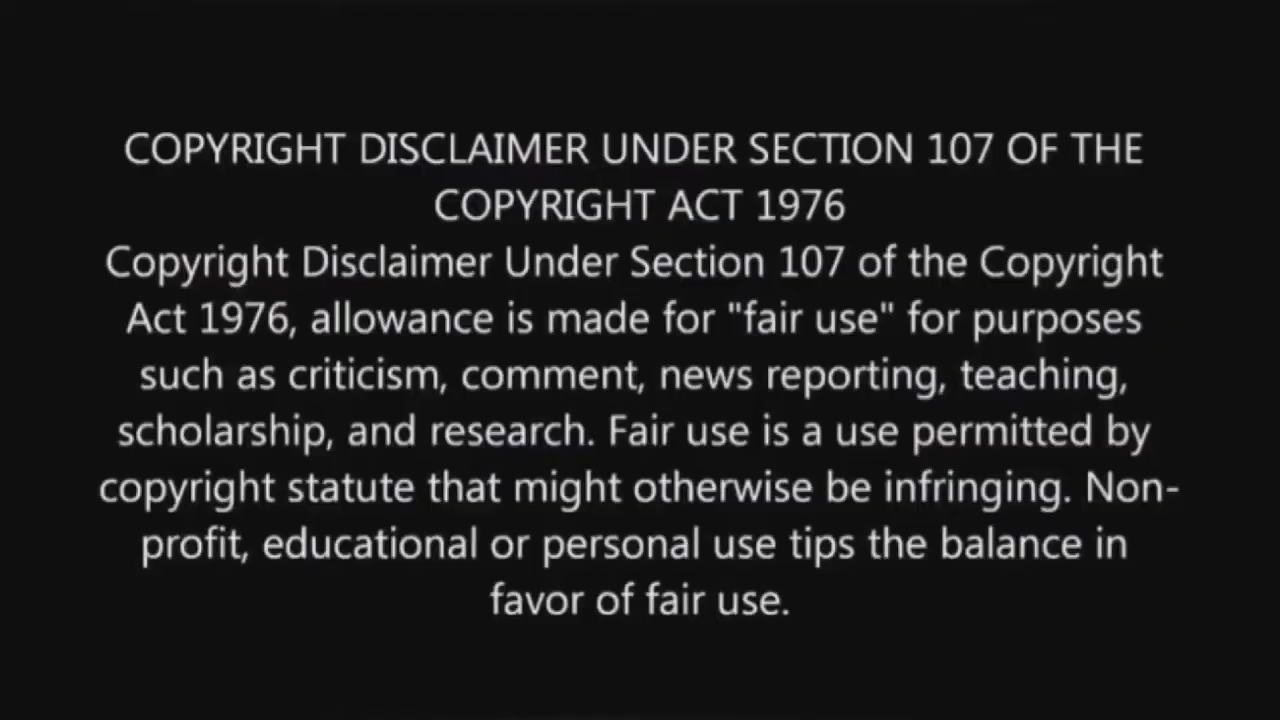 COPYRIGHT DISCLAIMER UNDER SECTION 107 OF THE
COPYRIGHT ACT 1976
Copyright Disclaimer Under Section 107 of the Copyright
Act 1976, allowance is made for "fair use" for purposes
such as criticism, comment, news reporting, teaching,
scholarship, and research. Fair use is a use permitted by
copyright statute that might otherwise be infringing. Non-
profit, educational or personal use tips the balance in
favor of fair use.